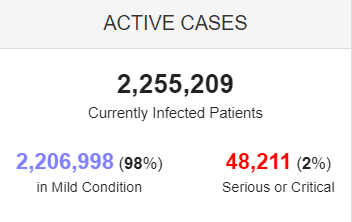 ACTIVE CASES
2,255,209
Currently Infected Patients
2,206,998 (98%)
in Mild Condition
48,211 (2%)
Serious or Critical